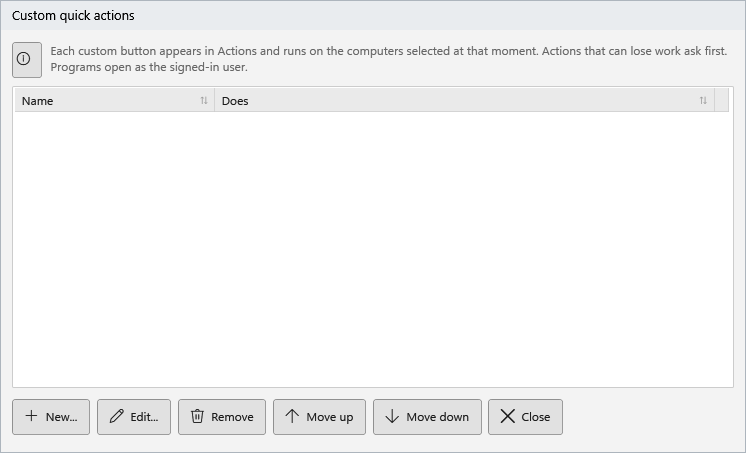 Custom quick actions
Each custom button appears in Actions and runs on the computers selected at that moment. Actions that can lose work ask first.
Programs open as the signed-in user.
Name Does
New... Edit... Remove Move up Move down Close